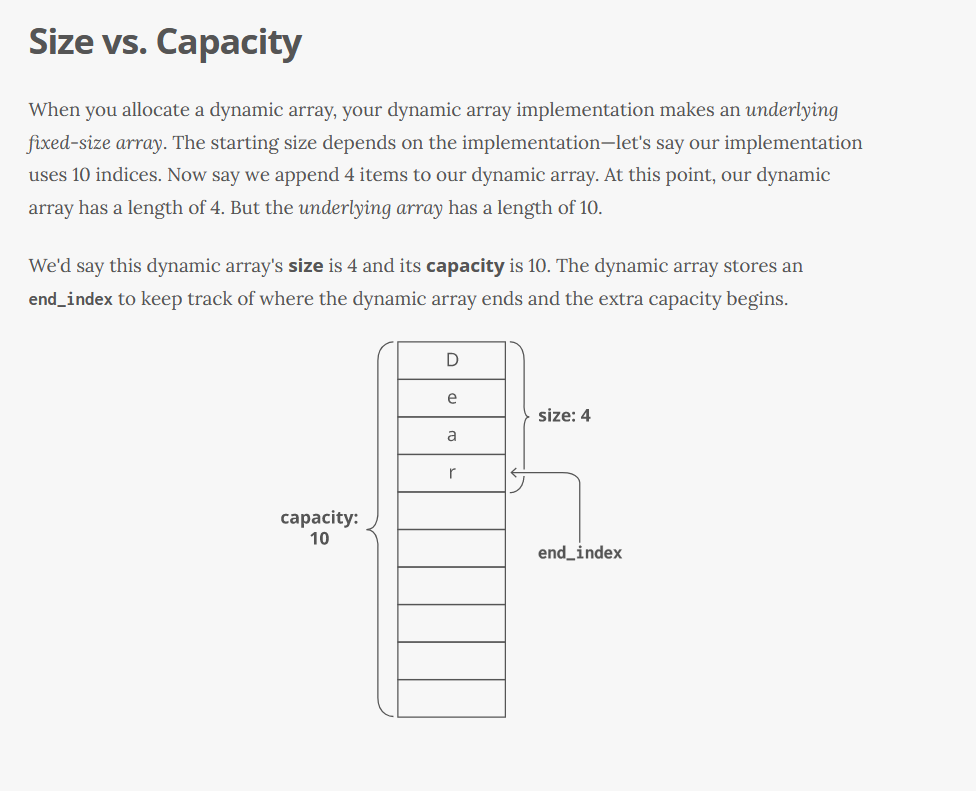 Size vs. Capacity
When you allocate a dynamic array, your dynamic array implementation makes an underlying
fixed-size array. The starting size depends on the implementation—let's say our implementation
uses 10 indices. Now say we append 4 items to our dynamic array. At this point, our dynamic
array has a length of 4. But the underlying array has a length of 10.
We'd say this dynamic array's size is 4 and its capacity is 10. The dynamic array stores an
end_index to keep track of where the dynamic array ends and the extra capacity begins.
D
e
a
r
size: 4
capacity:
10
end_index